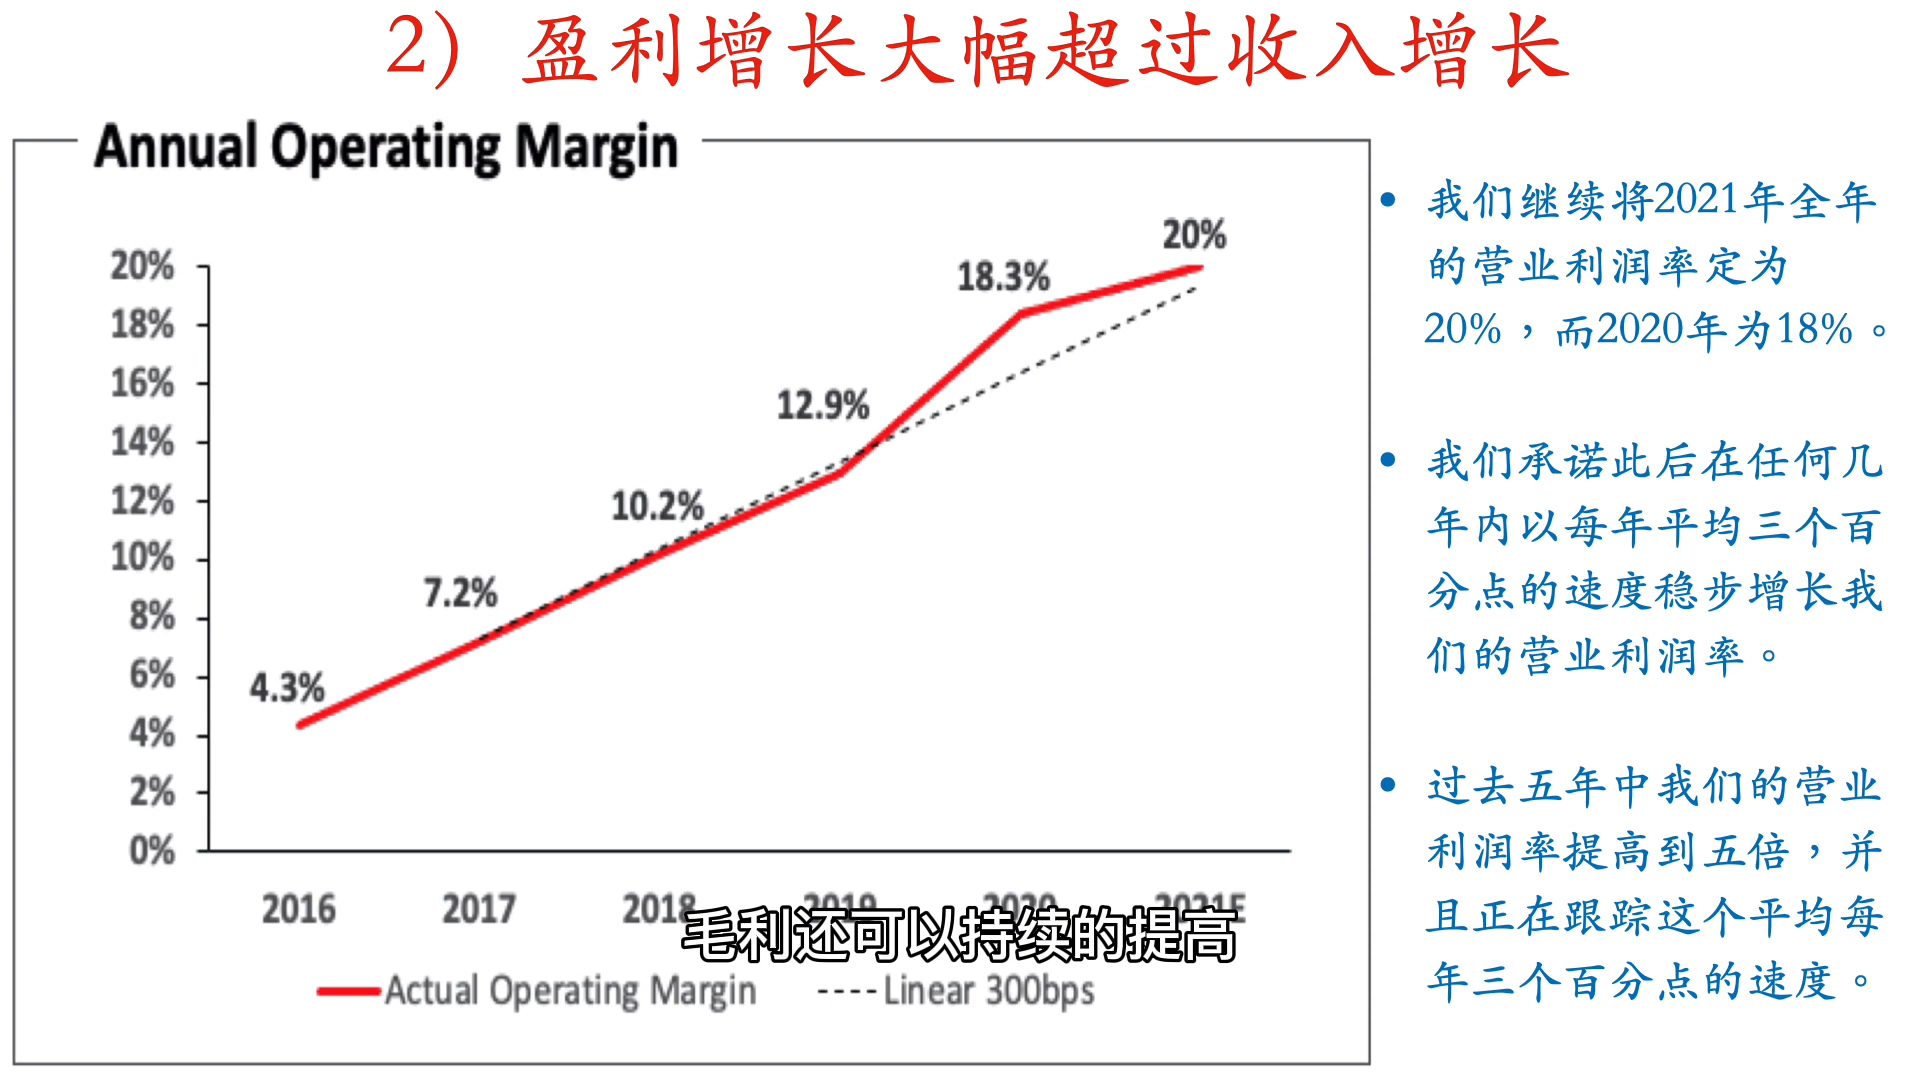 2）盈利增长大幅超过收入增长
Annual Operating Margin
20%
18%
16%
14%
12%
10%
8%
6%
4%
2%
0%
4.3%
7.2%
10.2%
12.9%
18.3%
20%
2016 2017 2018 2019 2020 2021E
毛利还可以持续的提高
Actual Operating Margin Linear 300bps
• 我们继续将2021年全年
的营业利润率定为
20%，而2020年为18%。
• 我们承诺此后在任何几
年内以每年平均三个百
分点的速度稳步增长我
们的营业利润率。
• 过去五年中我们的营业
利润率提高到五倍，并
且正在跟踪这个平均每
年三个百分点的速度。